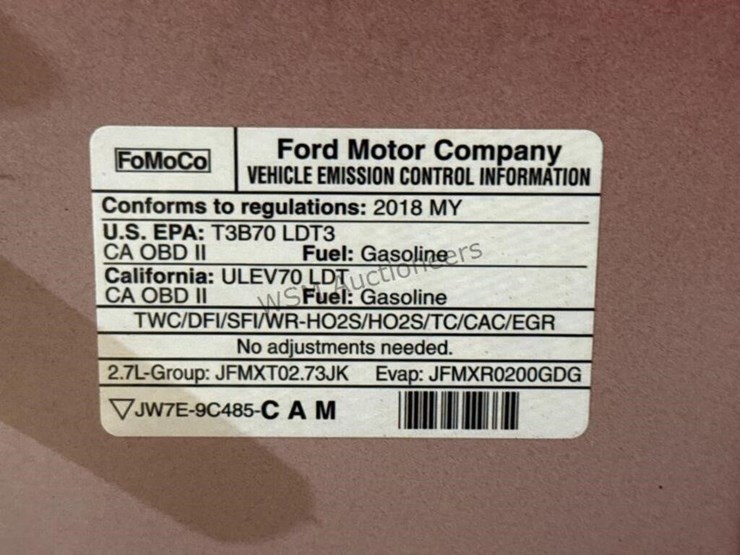 FoMoCo
Ford Motor Company
VEHICLE EMISSION CONTROL INFORMATION
Conforms to regulations: 2018 MY
U.S. EPA: T3B70 LDT3
CA OBD II Fuel: Gasoline
California: ULEV70 LDT
CA OBD II Fuel: Gasoline
WSM Auctioneers
TWC/DFI/SFI/WR-HO2S/HO2S/TC/CAC/EGR
No adjustments needed.
2.7L-Group: JFMXT02.73JK Evap: JFMXR0200GDG
▽JW7E-9C485-C A M